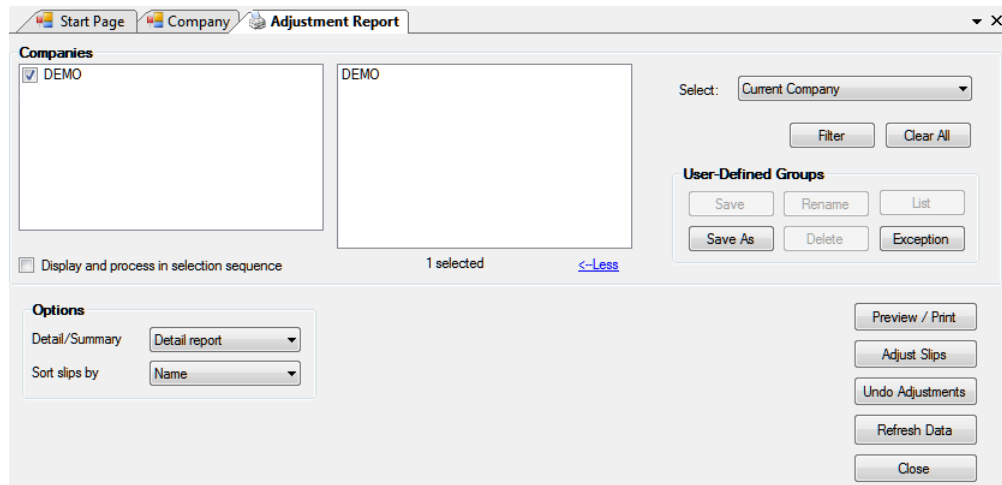 Start Page Company Adjustment Report
Companies
DEMO DEMO
Select: Current Company
Filter Clear All
User-Defined Groups
Save Rename List
Save As Delete Exception
Display and process in selection sequence 1 selected <--Less
Options
Detail/Summary Detail report
Sort slips by Name
Preview / Print
Adjust Slips
Undo Adjustments
Refresh Data
Close